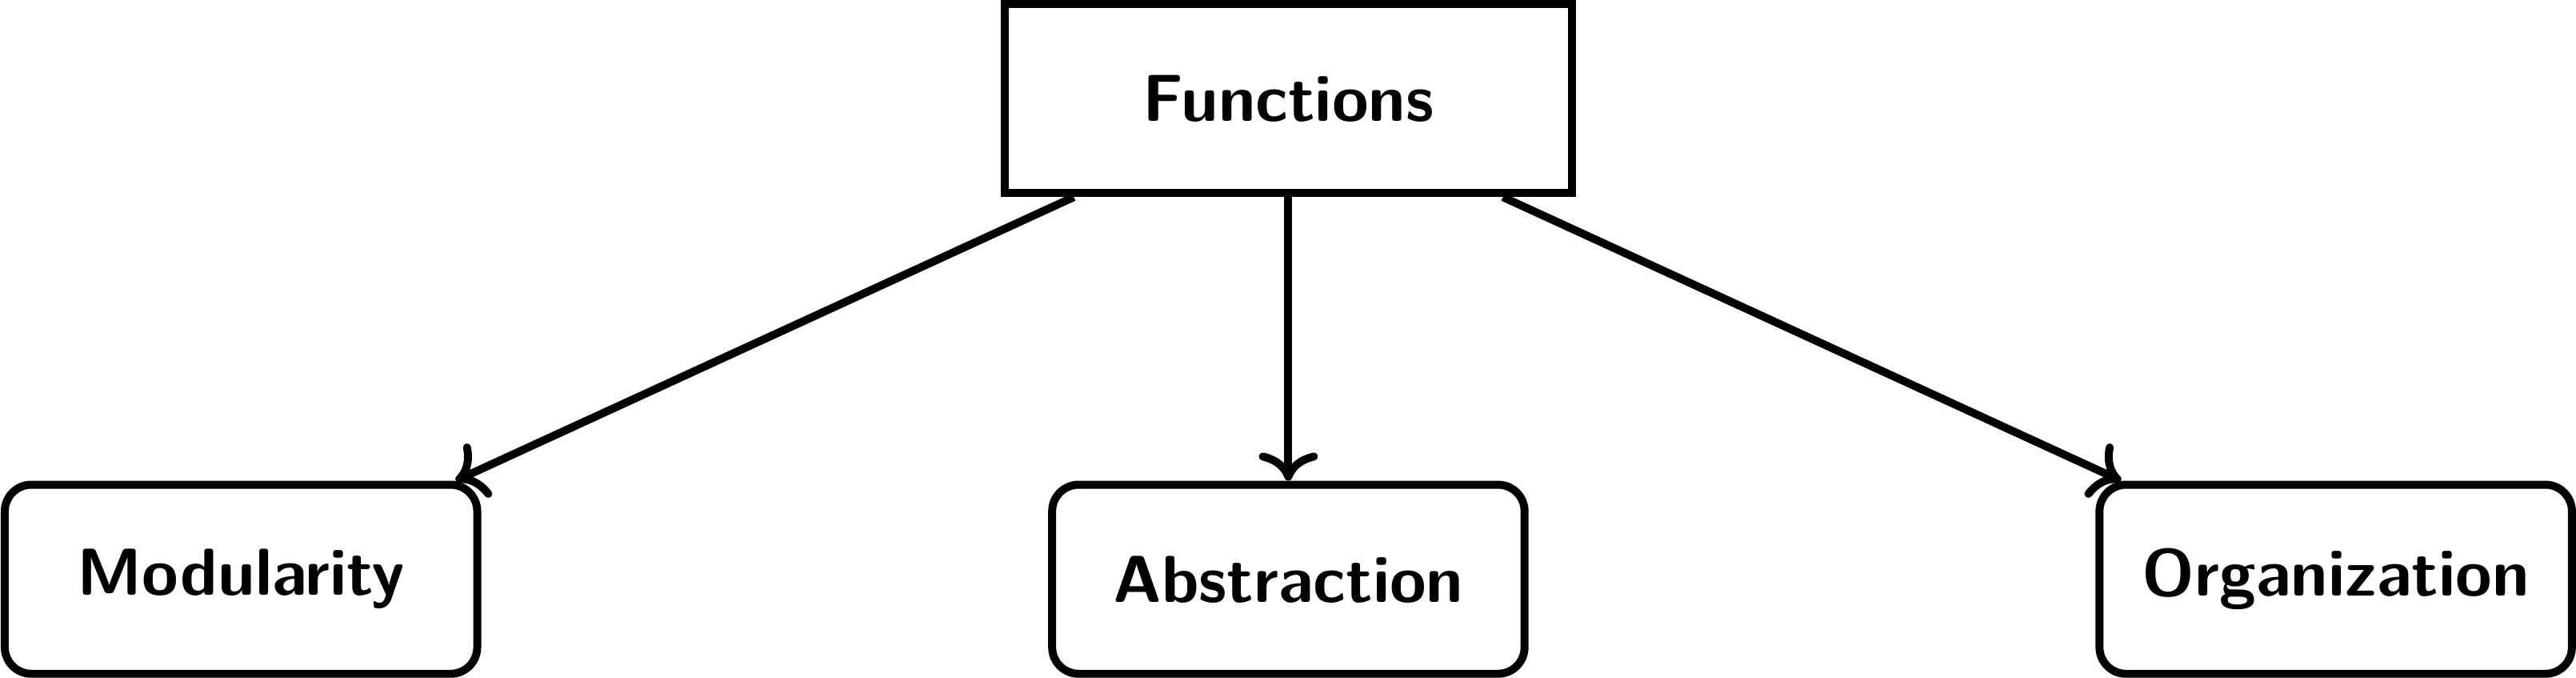 Functions
Modularity
Abstraction
Organization